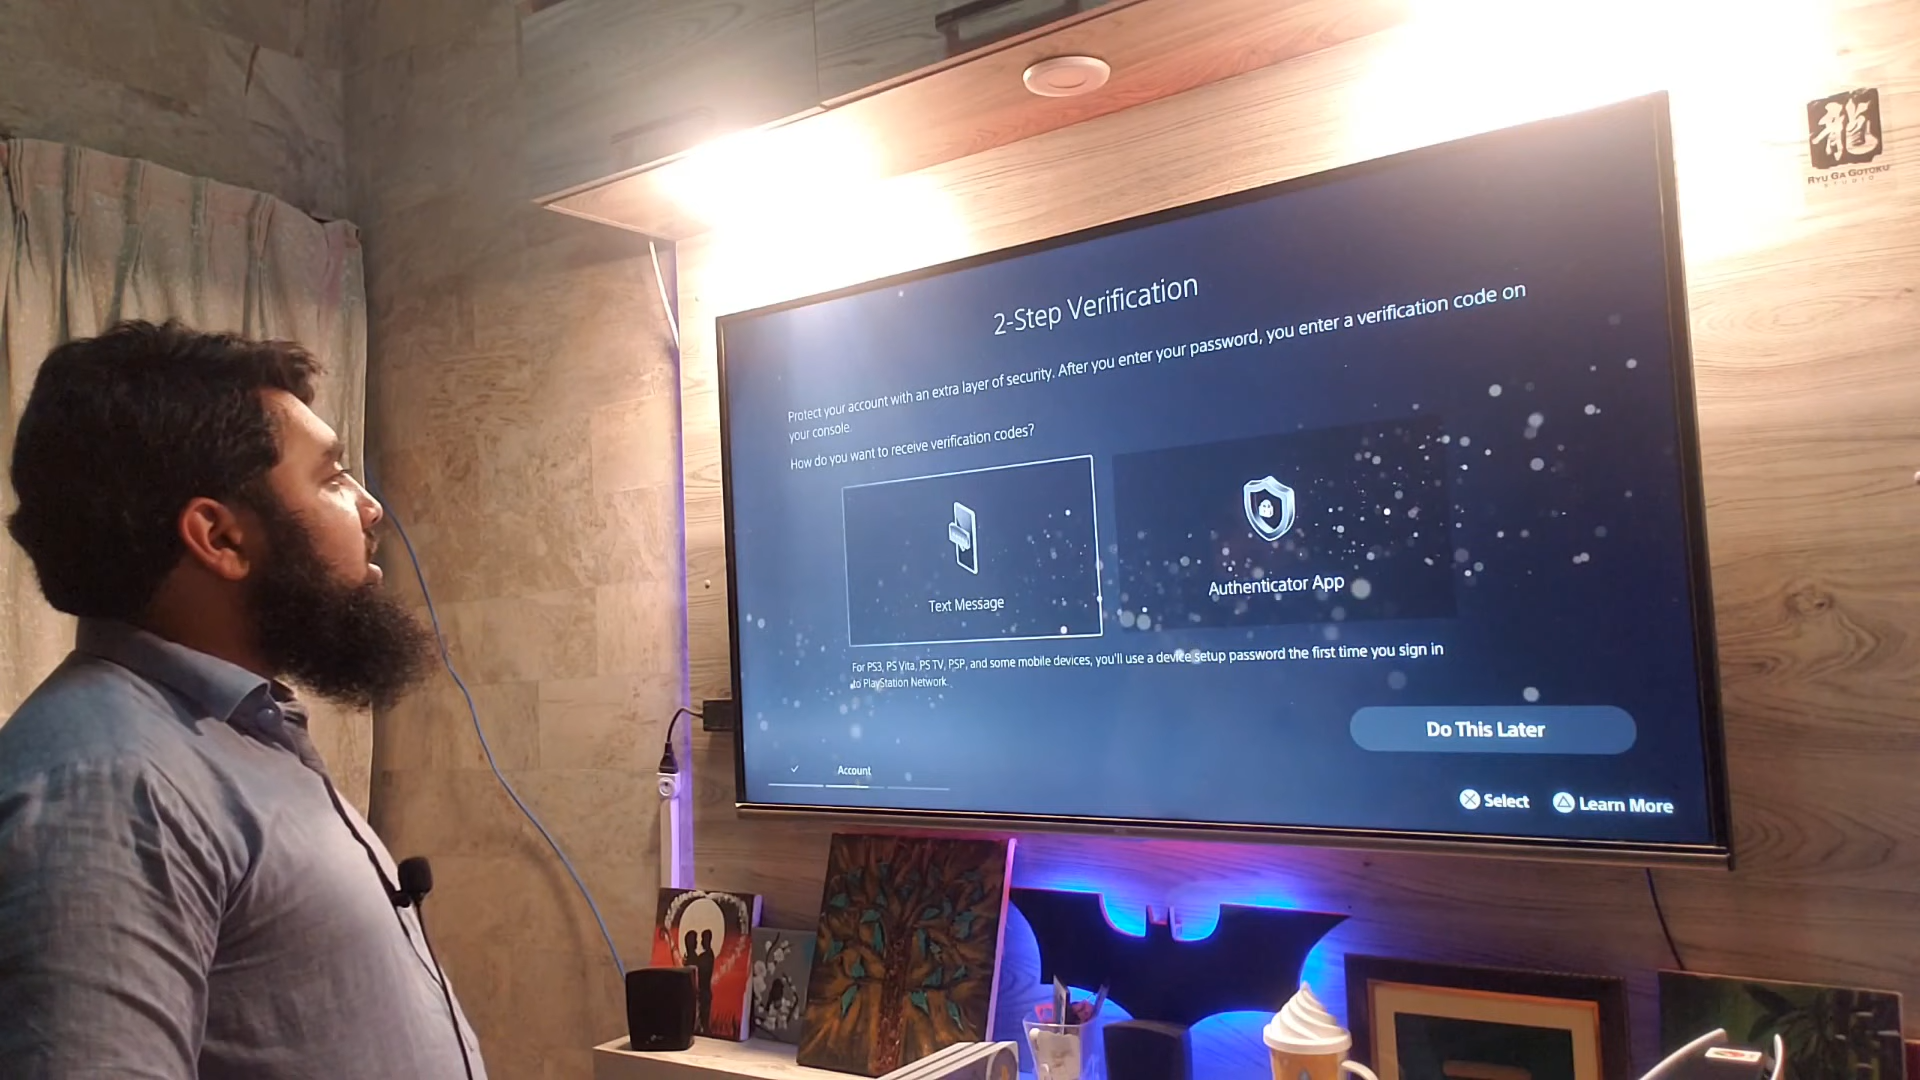 龍
RYU GA GOTOKU
STUDIO
2-Step Verification
Protect your account with an extra layer of security. After you enter your password, you enter a verification code on
your console.
How do you want to receive verification codes?
Text Message
Authenticator App
For PS3, PS Vita, PS TV, PSP, and some mobile devices, you'll use a device setup password the first time you sign in
to PlayStation Network.
Do This Later
Account
Select
Learn More